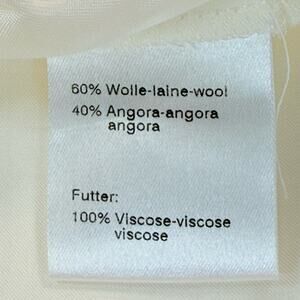 60% Wolle-laine-wool
40% Angora-angora
angora
Futter:
100% Viscose-viscose
viscose